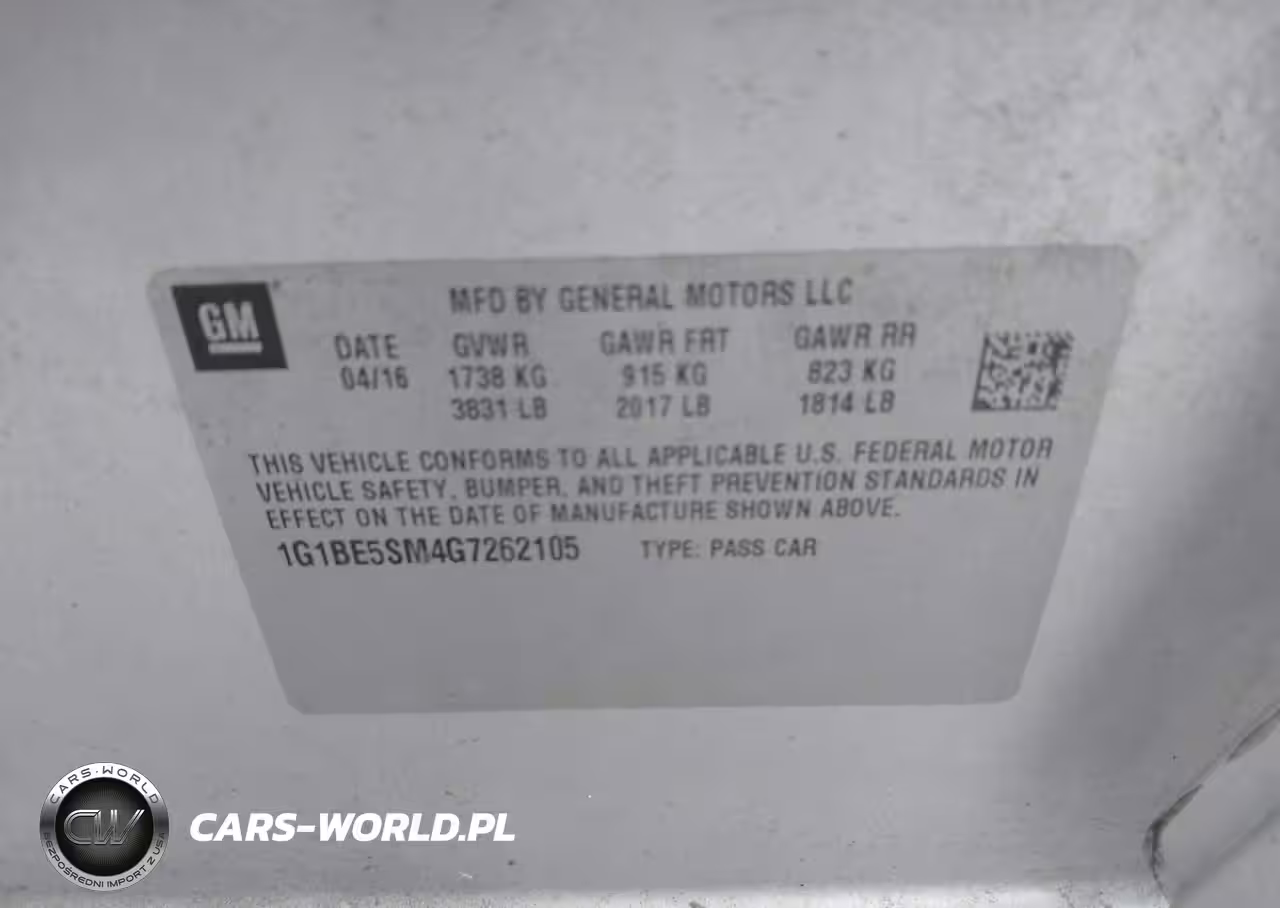 GM
MFD BY GENERAL MOTORS LLC
DATE GVWR GAWR FRT GAWR RR
04/16 1738 KG 915 KG 823 KG
3831 LB 2017 LB 1814 LB
THIS VEHICLE CONFORMS TO ALL APPLICABLE U.S. FEDERAL MOTOR
VEHICLE SAFETY, BUMPER, AND THEFT PREVENTION STANDARDS IN
EFFECT ON THE DATE OF MANUFACTURE SHOWN ABOVE.
1G1BE5SM4G7262105 TYPE: PASS CAR
CARS-WORLD
CW
BEZPOŚREDNI IMPORT Z USA
CARS-WORLD.PL